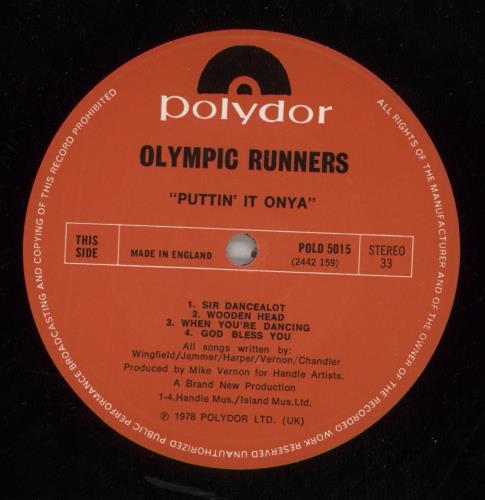 polydor
OLYMPIC RUNNERS
"PUTTIN' IT ONYA"
THIS SIDE
MADE IN ENGLAND
POLD 5015
(2442 159)
STEREO
33
1. SIR DANCEALOT
2. WOODEN HEAD
3. WHEN YOU'RE DANCING
4. GOD BLESS YOU
All songs written by:
Wingfield/Jammer/Harper/Vernon/Chandler
Produced by Mike Vernon for Handle Artists.
A Brand New Production
1-4.Handle Mus./Island Mus.Ltd.
℗ 1978 POLYDOR LTD. (UK)
ALL RIGHTS OF THE MANUFACTURER AND OF THE OWNER OF THE RECORDED WORK RESERVED UNAUTHORIZED PUBLIC PERFORMANCE BROADCASTING AND COPYING OF THIS RECORD PROHIBITED